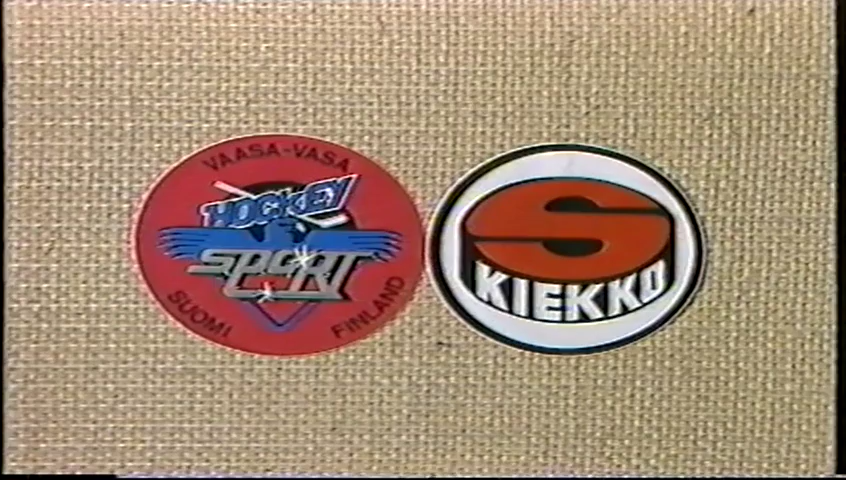 VAASA-VASA
HOCKEY
SPORT
SUOMI
FINLAND
S
KIEKKO